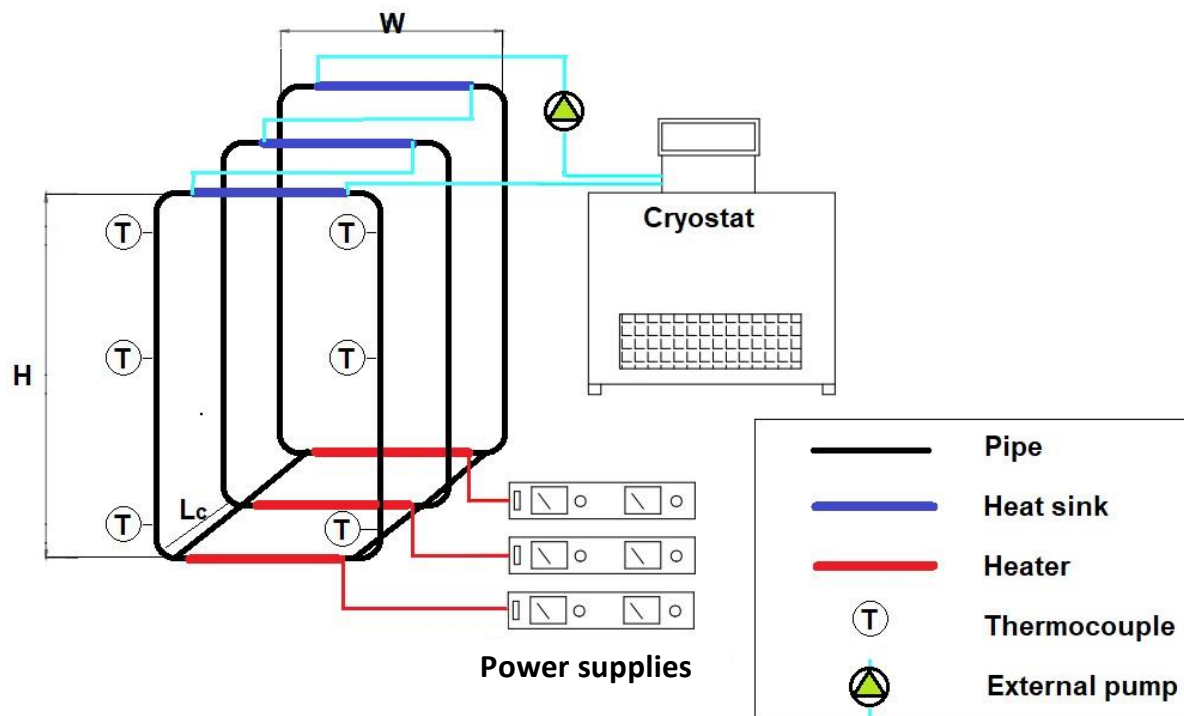 W
Cryostat
T
T
T
T
H
Lc
T
T
Power supplies
Pipe
Heat sink
Heater
T
Thermocouple
External pump